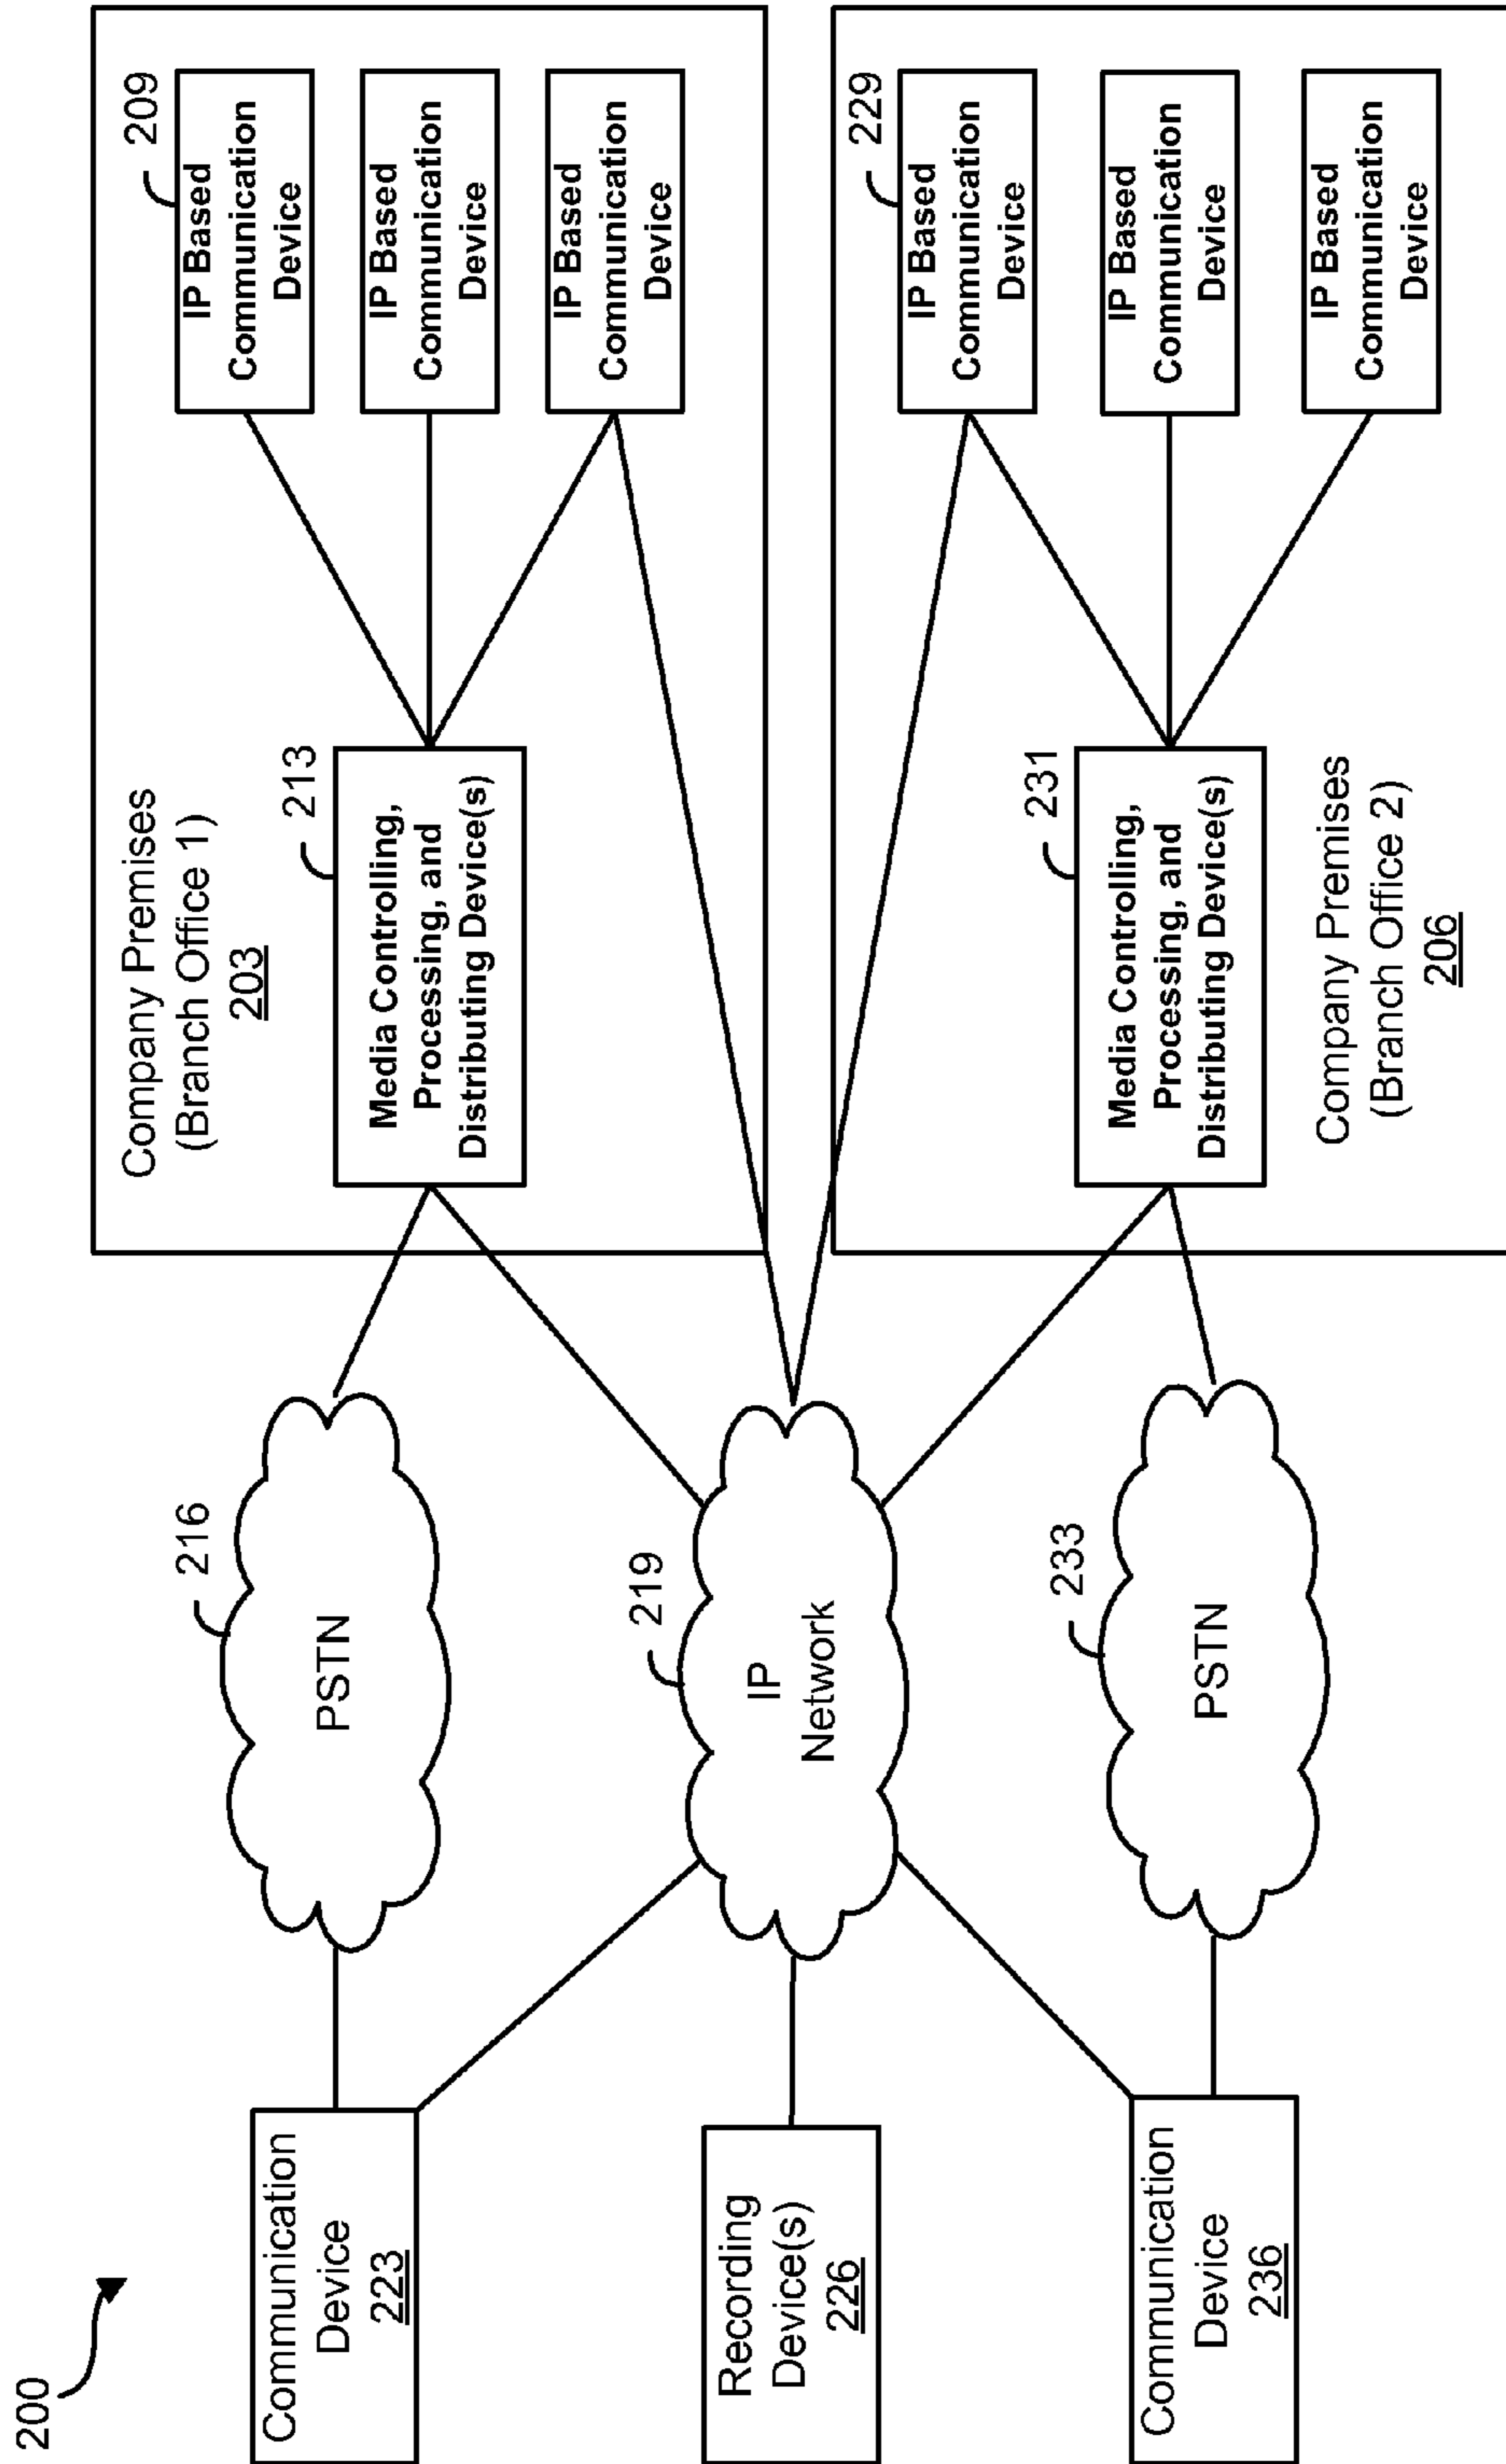 200
Communication
Device
223
Recording
Device(s)
226
Communication
Device
236
216
PSTN
219
IP
Network
233
PSTN
Company Premises
(Branch Office 1)
203
213
Media Controlling,
Processing, and
Distributing Device(s)
209
IP Based
Communication
Device
IP Based
Communication
Device
IP Based
Communication
Device
231
Media Controlling,
Processing, and
Distributing Device(s)
Company Premises
(Branch Office 2)
206
229
IP Based
Communication
Device
IP Based
Communication
Device
IP Based
Communication
Device